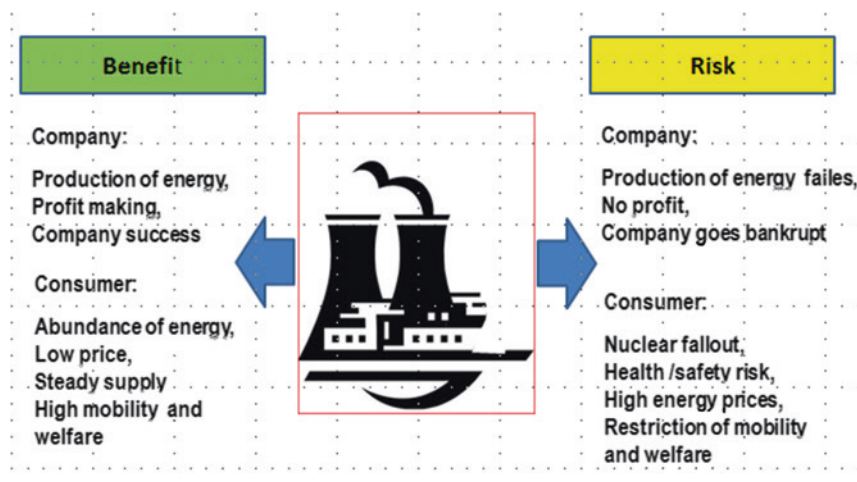 Benefit
Company:
Production of energy,
Profit making,
Company success
Consumer:
Abundance of energy,
Low price,
Steady supply
High mobility and
welfare
Risk
Company:
Production of energy failes,
No profit,
Company goes bankrupt
Consumer:
Nuclear fallout,
Health /safety risk,
High energy prices,
Restriction of mobility
and welfare